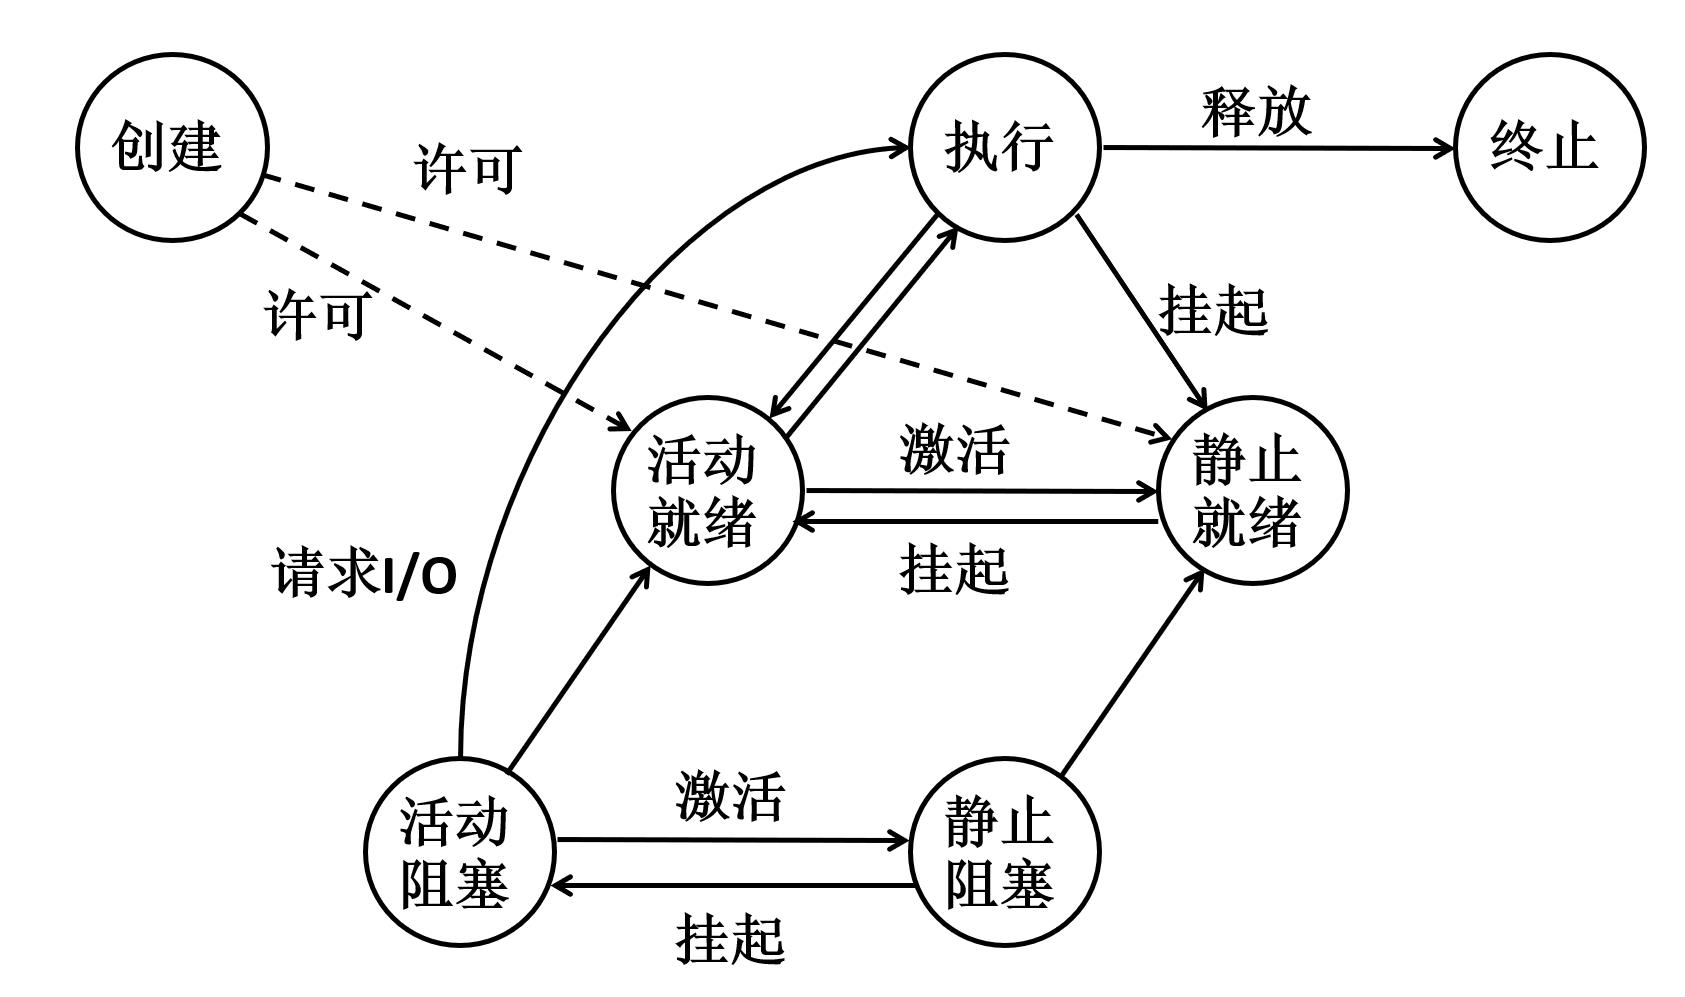 创建
许可
许可
执行
释放
终止
挂起
活动
就绪
激活
挂起
静止
就绪
请求I/O
活动
阻塞
激活
挂起
静止
阻塞